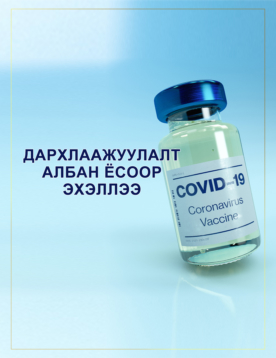 ДАРХЛААЖУУЛАЛТ
АЛБАН ЁСООР
ЭХЭЛЛЭЭ
COVID-19
Coronavirus
Vaccine